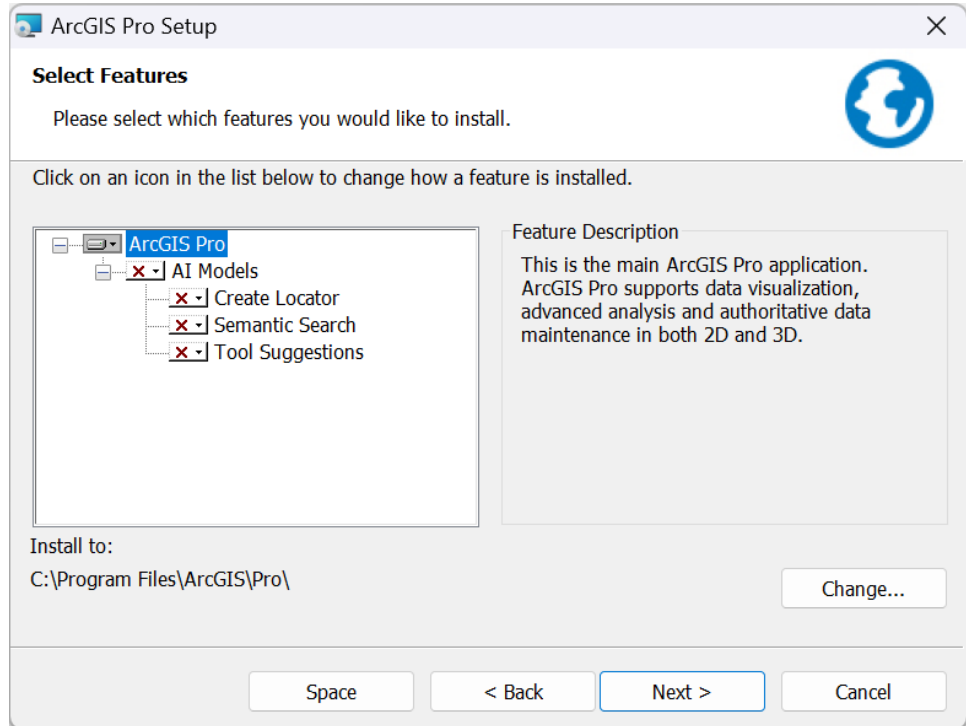 ArcGIS Pro Setup
Select Features
Please select which features you would like to install.
Click on an icon in the list below to change how a feature is installed.
ArcGIS Pro
AI Models
Create Locator
Semantic Search
Tool Suggestions
Feature Description
This is the main ArcGIS Pro application.
ArcGIS Pro supports data visualization,
advanced analysis and authoritative data
maintenance in both 2D and 3D.
Install to:
C:\Program Files\ArcGIS\Pro\
Change...
Space
< Back
Next >
Cancel